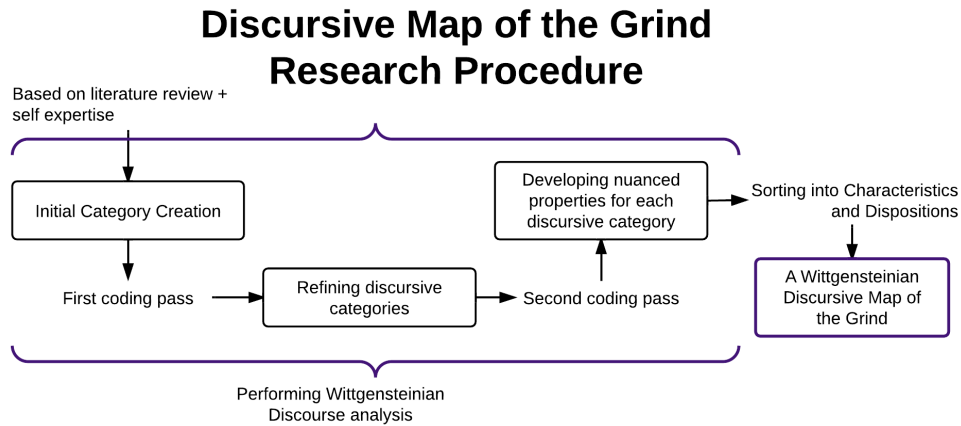 Discursive Map of the Grind
Research Procedure
Based on literature review +
self expertise
Initial Category Creation
First coding pass
Refining discursive
categories
Second coding pass
Developing nuanced
properties for each
discursive category
Sorting into Characteristics
and Dispositions
A Wittgensteinian
Discursive Map of
the Grind
Performing Wittgensteinian
Discourse analysis